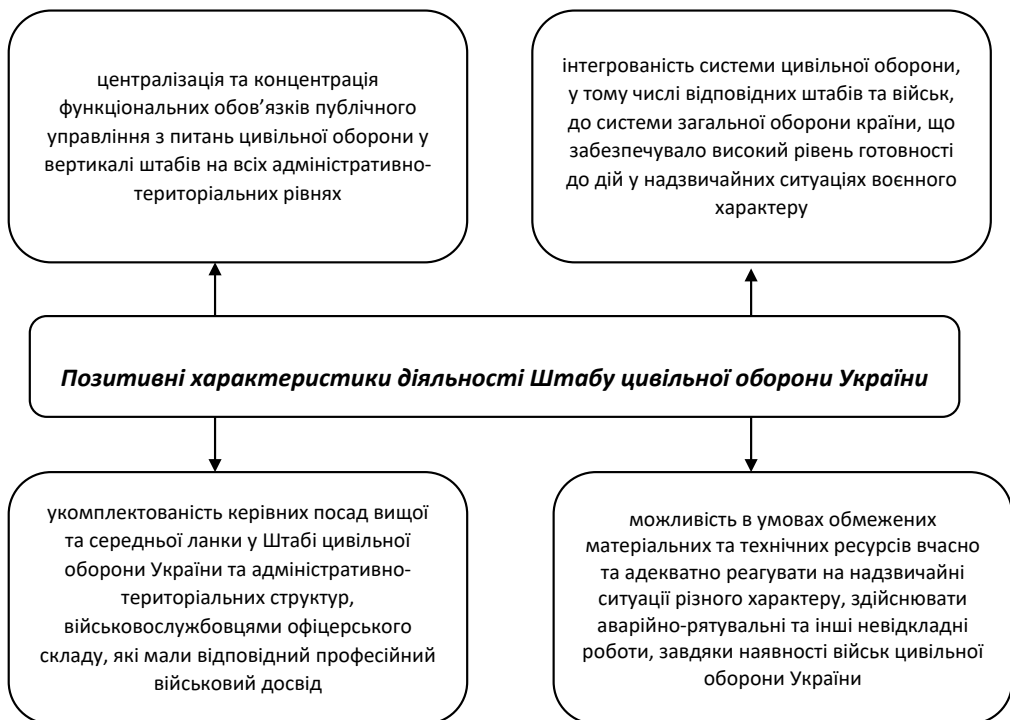 централізація та концентрація
функціональних обов’язків публічного
управління з питань цивільної оборони у
вертикалі штабів на всіх адміністративно-
територіальних рівнях
інтегрованість системи цивільної оборони,
у тому числі відповідних штабів та військ,
до системи загальної оборони країни, що
забезпечувало високий рівень готовності
до дій у надзвичайних ситуаціях воєнного
характеру
Позитивні характеристики діяльності Штабу цивільної оборони України
укомплектованість керівних посад вищої
та середньої ланки у Штабі цивільної
оборони України та адміністративно-
територіальних структур,
військовослужбовцями офіцерського
складу, які мали відповідний професійний
військовий досвід
можливість в умовах обмежених
матеріальних та технічних ресурсів вчасно
та адекватно реагувати на надзвичайні
ситуації різного характеру, здійснювати
аварійно-рятувальні та інші невідкладні
роботи, завдяки наявності військ цивільної
оборони України